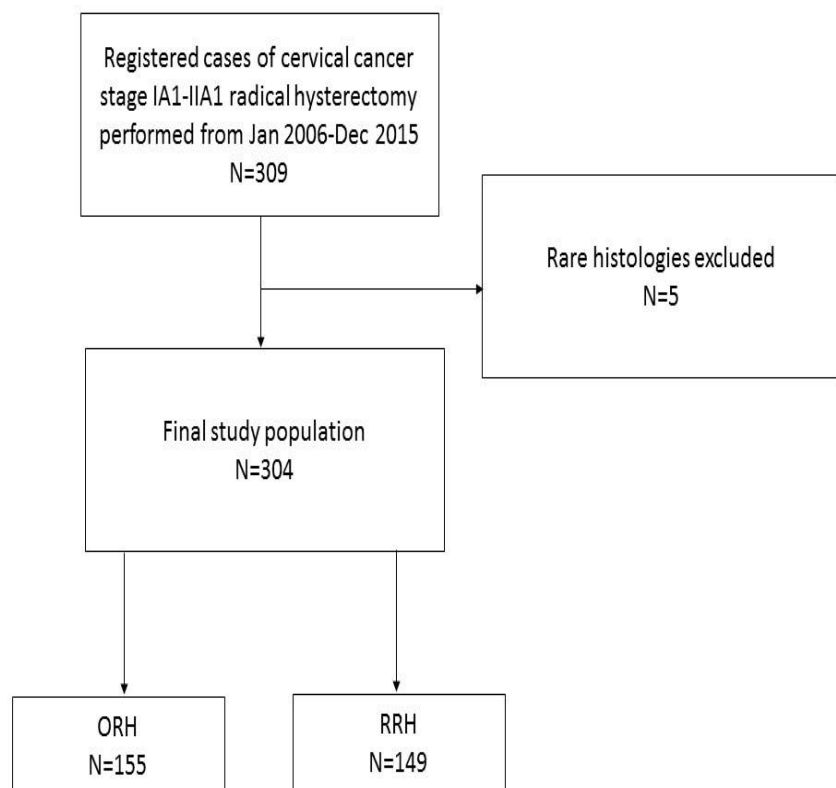 Registered cases of cervical cancer
stage IA1-IIA1 radical hysterectomy
performed from Jan 2006-Dec 2015
N=309
Rare histologies excluded
N=5
Final study population
N=304
ORH
N=155
RRH
N=149